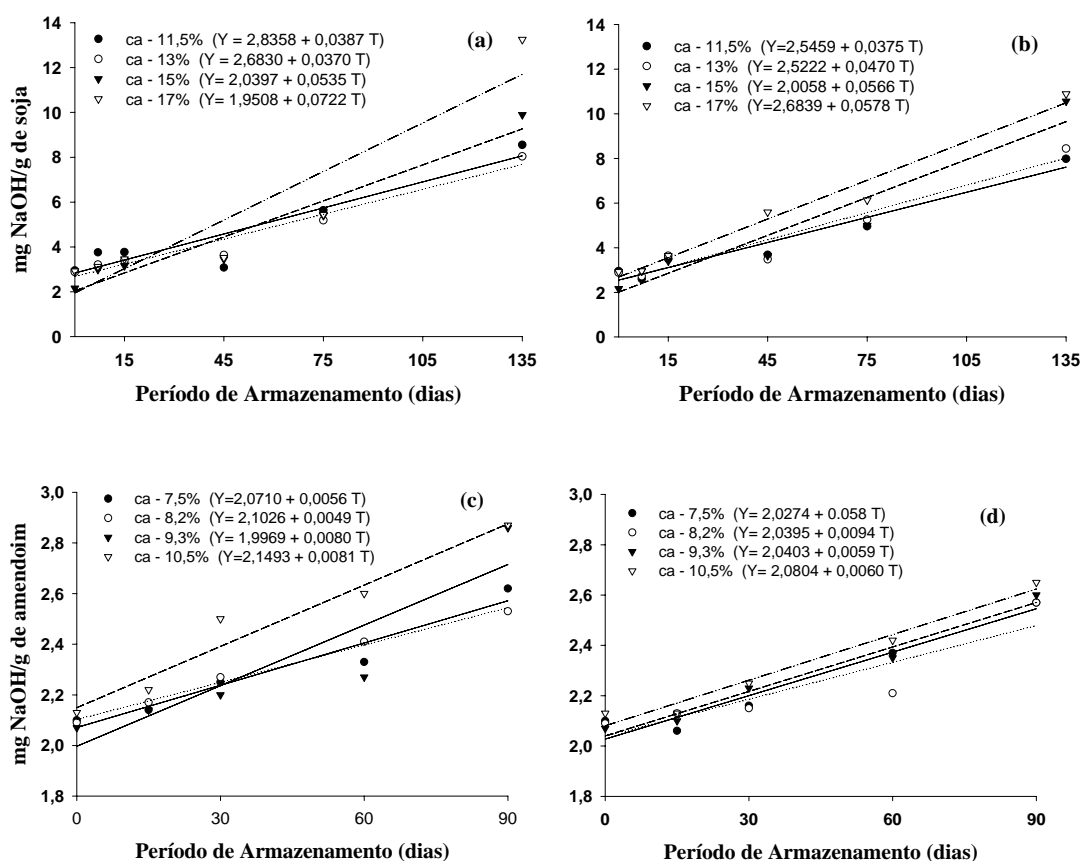 14
12
10
8
6
4
2
0
mg NaOH/g de soja
ca - 11,5% (Y = 2,8358 + 0,0387 T)
ca - 13% (Y = 2,6830 + 0,0370 T)
ca - 15% (Y = 2,0397 + 0,0535 T)
ca - 17% (Y = 1,9508 + 0,0722 T)
(a)
15 45 75 105 135
Período de Armazenamento (dias)
14
12
10
8
6
4
2
0
ca - 11,5% (Y=2,5459 + 0,0375 T)
ca - 13% (Y= 2,5222 + 0,0470 T)
ca - 15% (Y= 2,0058 + 0,0566 T)
ca - 17% (Y=2,6839 + 0,0578 T)
(b)
15 45 75 105 135
Período de Armazenamento (dias)
3,0
2,8
2,6
2,4
2,2
2,0
1,8
mg NaOH/g de amendoim
ca - 7,5% (Y=2,0710 + 0,0056 T)
ca - 8,2% (Y= 2,1026 + 0,0049 T)
ca - 9,3% (Y= 1,9969 + 0,0080 T)
ca - 10,5% (Y=2,1493 + 0,0081 T)
(c)
0 30 60 90
Período de Armazenamento (dias)
3,0
2,8
2,6
2,4
2,2
2,0
1,8
ca - 7,5% (Y=2,0274 + 0.058 T)
ca - 8,2% (Y=2,0395 + 0,0094 T)
ca - 9,3% (Y=2,0403 + 0,0059 T)
ca - 10,5% (Y= 2,0804 + 0,0060 T)
(d)
0 30 60 90
Período de Armazenamento (dias)